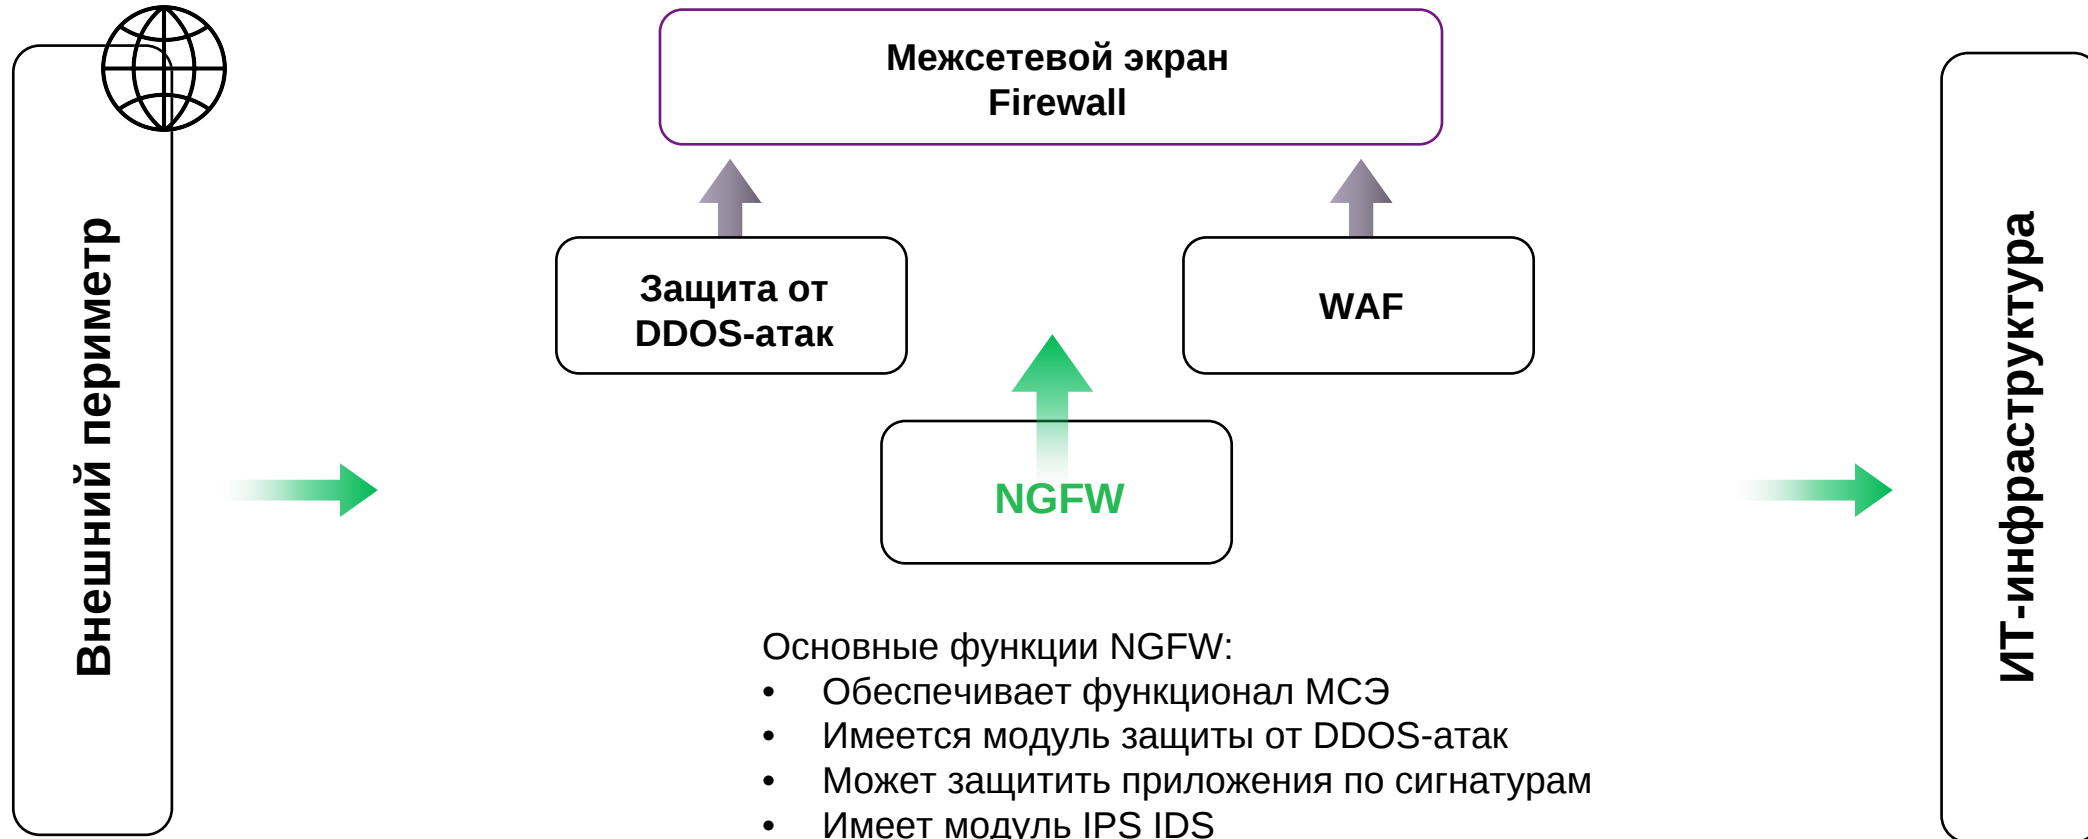 Внешний периметр
Межсетевой экран
Firewall
Защита от
DDOS-атак
WAF
NGFW
Основные функции NGFW:
• Обеспечивает функционал МСЭ
• Имеется модуль защиты от DDOS-атак
• Может защитить приложения по сигнатурам
• Имеет модуль IPS IDS
ИТ-инфраструктура